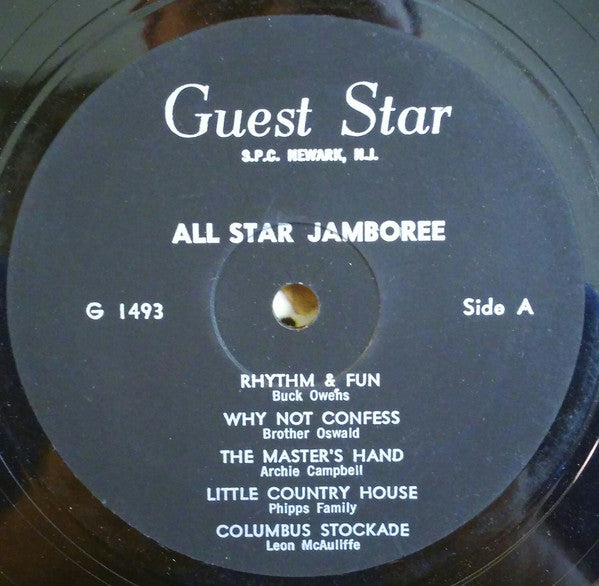 Guest Star
S.P.C. NEWARK, N.J.
ALL STAR JAMBOREE
G 1493
Side A
RHYTHM & FUN
Buck Owens
WHY NOT CONFESS
Brother Oswald
THE MASTER'S HAND
Archie Campbell
LITTLE COUNTRY HOUSE
Phipps Family
COLUMBUS STOCKADE
Leon McAuliffe